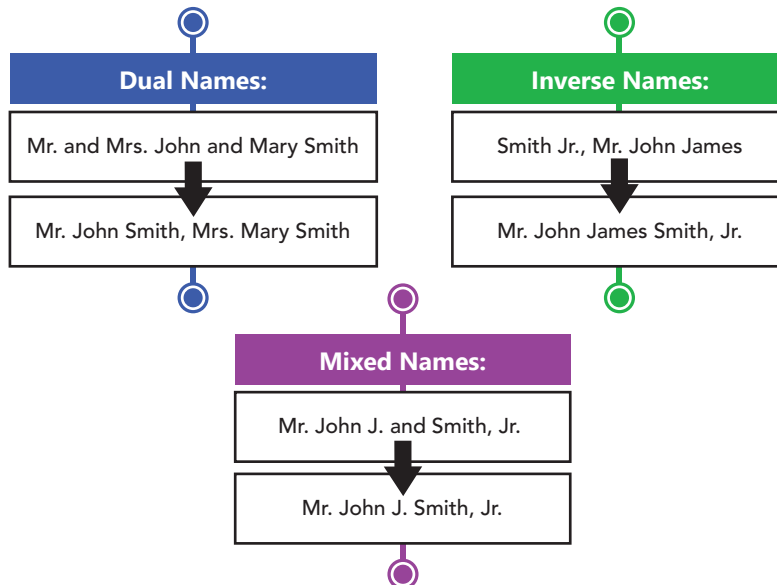 Dual Names:
Mr. and Mrs. John and Mary Smith
Mr. John Smith, Mrs. Mary Smith
Inverse Names:
Smith Jr., Mr. John James
Mr. John James Smith, Jr.
Mixed Names:
Mr. John J. and Smith, Jr.
Mr. John J. Smith, Jr.